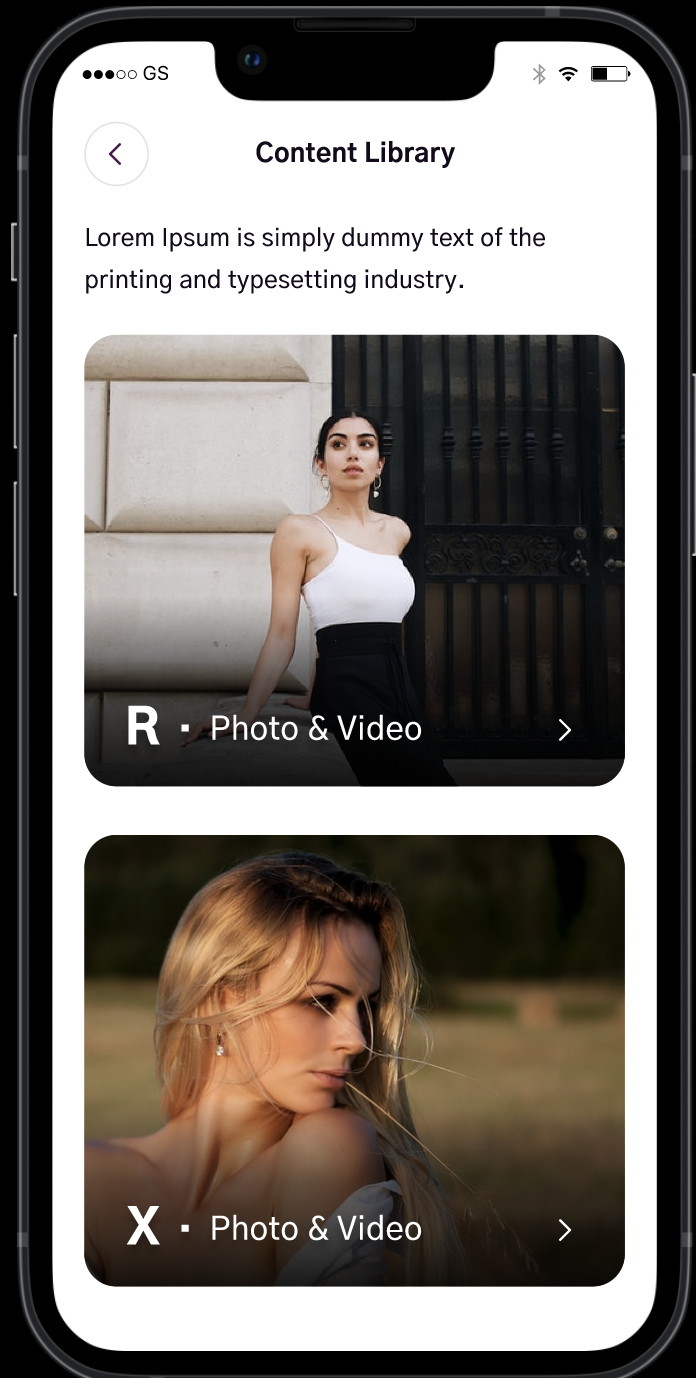 ●●●○○ GS
Content Library
Lorem Ipsum is simply dummy text of the
printing and typesetting industry.
R · Photo & Video
X · Photo & Video